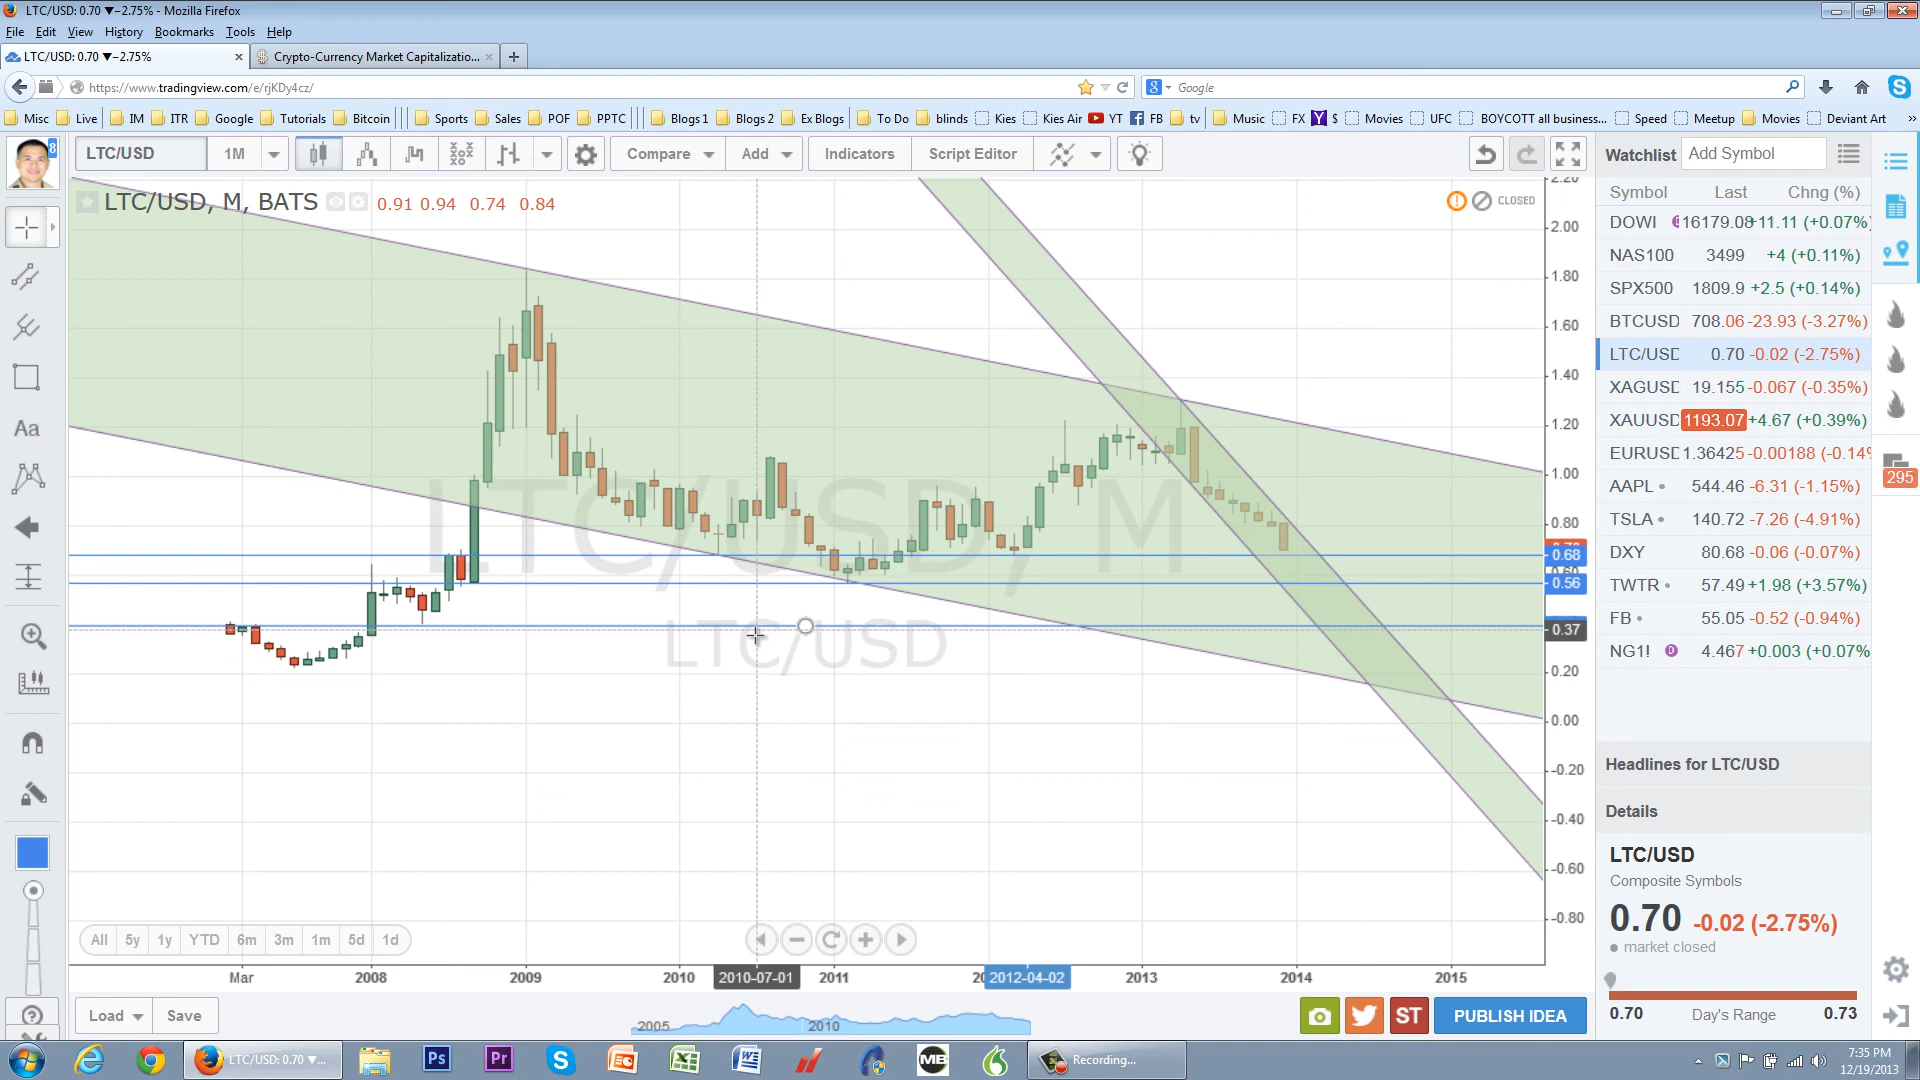 LTC/USD: 0.70 ▼−2.75% - Mozilla Firefox
File Edit View History Bookmarks Tools Help
LTC/USD: 0.70 ▼−2.75% × Crypto-Currency Market Capitalizatio... × +
https://www.tradingview.com/e/rjKDy4cz/ Google
Misc Live IM ITR Google Tutorials Bitcoin Sports Sales POF PPTC Blogs 1 Blogs 2 Ex Blogs To Do blinds Kies Kies Air YT FB tv Music FX $ Movies UFC BOYCOTT all business... Speed Meetup Movies Deviant Art »
8 LTC/USD 1M Compare Add Indicators Script Editor Watchlist Add Symbol
LTC/USD, M, BATS 0.91 0.94 0.74 0.84 CLOSED
Symbol Last Chng (%)
DOWI 16179.08 +11.11 (+0.07%)
NAS100 3499 +4 (+0.11%)
SPX500 1809.9 +2.5 (+0.14%)
BTCUSD 708.06 -23.93 (-3.27%)
LTC/USD 0.70 -0.02 (-2.75%)
XAGUSD 19.155 -0.067 (-0.35%)
XAUUSD 1193.07 +4.67 (+0.39%)
EURUSD 1.36425 -0.00188 (-0.14%
AAPL 544.46 -6.31 (-1.15%)
TSLA 140.72 -7.26 (-4.91%)
DXY 80.68 -0.06 (-0.07%)
TWTR 57.49 +1.98 (+3.57%)
FB 55.05 -0.52 (-0.94%)
NG1! D 4.467 +0.003 (+0.07%
295
2.20
2.00
1.80
1.60
1.40
1.20
1.00
0.80
0.68
0.60
0.56
0.37
0.20
0.00
-0.20
-0.40
-0.60
-0.80
Aa
LTC/USD, M
LTC/USD
All 5y 1y YTD 6m 3m 1m 5d 1d
Mar 2008 2009 2010 2010-07-01 2011 2012-04-02 2013 2014 2015
Load Save 2005 2010 ST PUBLISH IDEA
Headlines for LTC/USD
Details
LTC/USD
Composite Symbols
0.70 -0.02 (-2.75%)
market closed
0.70 Day's Range 0.73
LTC/USD: 0.70 ▼... Ps Pr MB Recording...
7:35 PM
12/19/2013